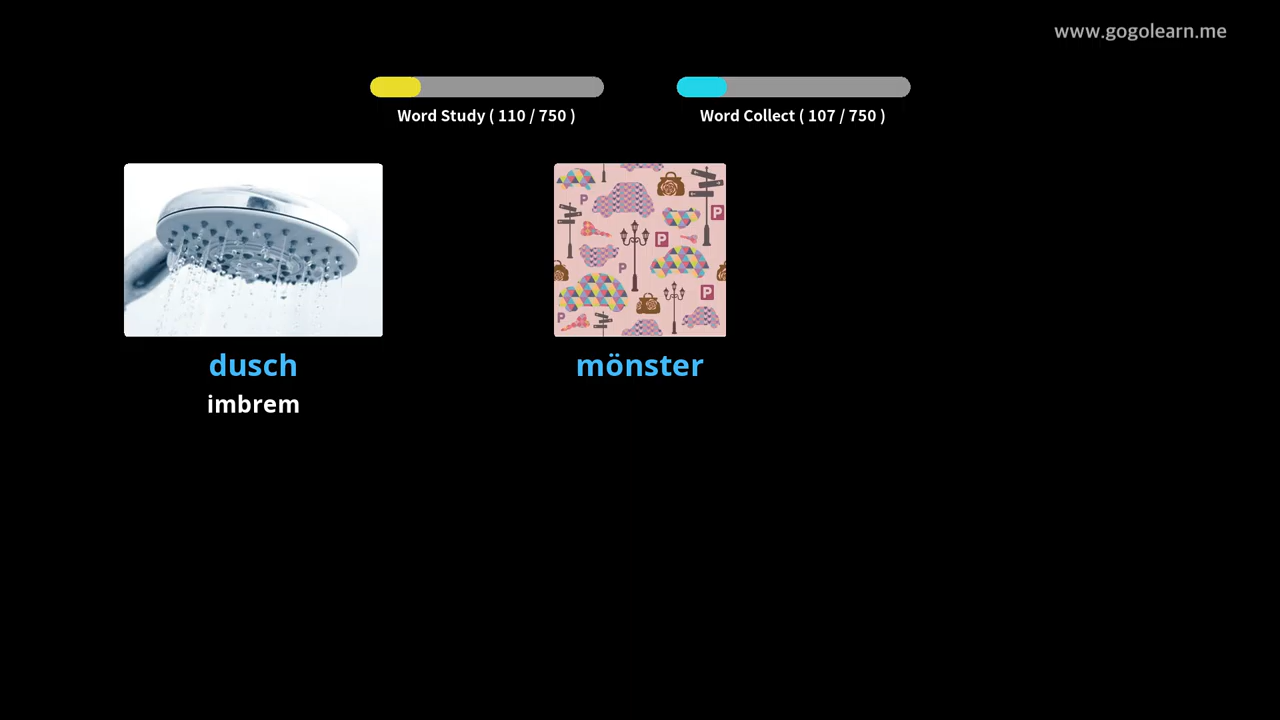 www.gogolearn.me
Word Study ( 110 / 750 )
Word Collect ( 107 / 750 )
P
P
P
P
P
P
dusch
mönster
imbrem